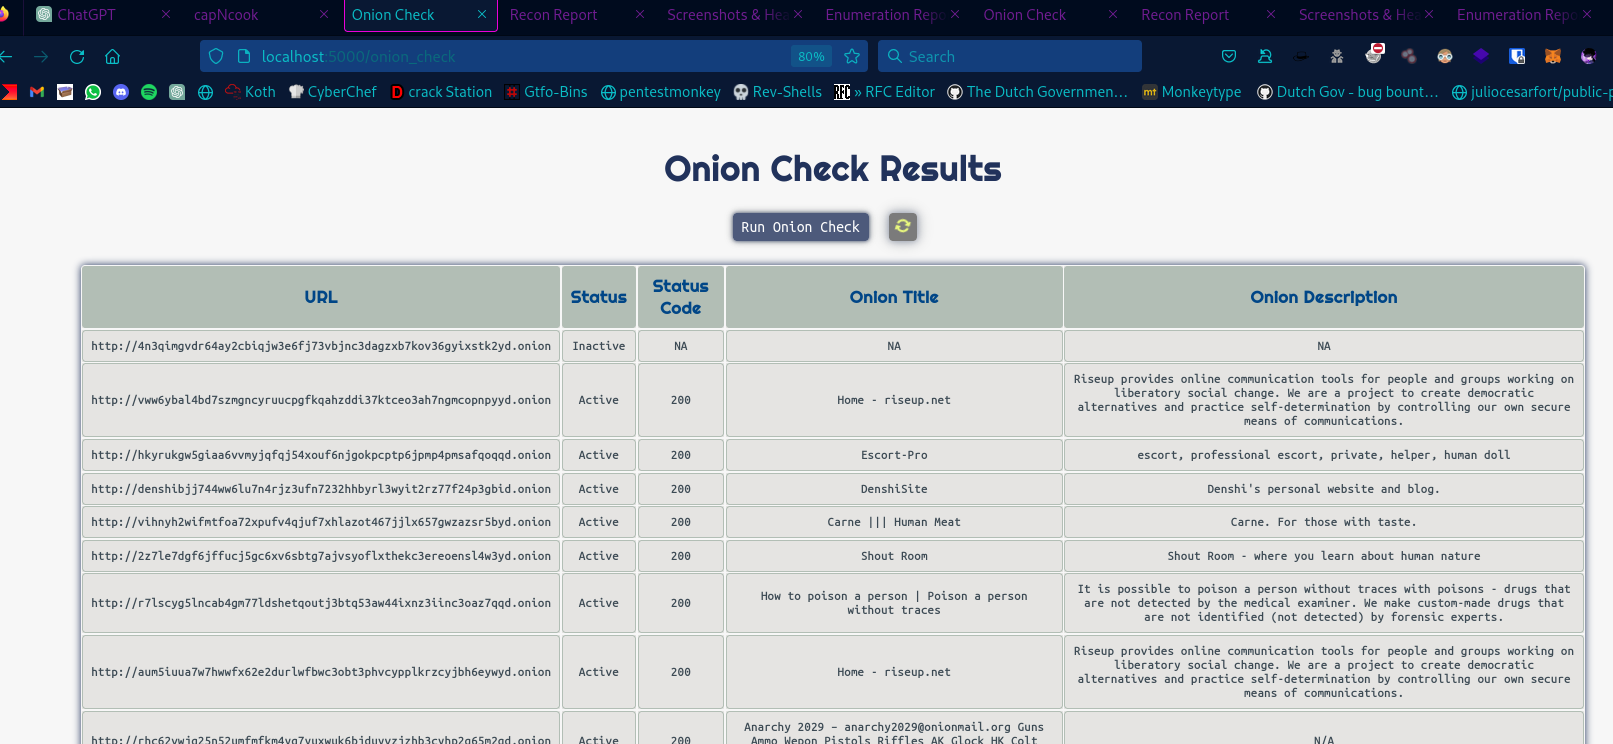 ChatGPT
capNcook
Onion Check
Recon Report
Screenshots & Hea
Enumeration Repo
Onion Check
Recon Report
Screenshots & Hea
Enumeration Repo
localhost:5000/onion_check
80%
Search
Koth
CyberChef
crack Station
Gtfo-Bins
pentestmonkey
Rev-Shells
» RFC Editor
The Dutch Governmen...
mt Monkeytype
Dutch Gov - bug bount...
juliocesarfort/public-p
Onion Check Results
Run Onion Check
URL
Status
Status
Code
Onion Title
Onion Description
http://4n3qimgvdr64ay2cbiqjw3e6fj73vbjnc3dagzxb7kov36gyixstk2yd.onion
Inactive
NA
NA
NA
http://vww6ybal4bd7szmgncyruucpgfkqahzddi37ktceo3ah7ngmcopnpyyd.onion
Active
200
Home - riseup.net
Riseup provides online communication tools for people and groups working on
liberatory social change. We are a project to create democratic
alternatives and practice self-determination by controlling our own secure
means of communications.
http://hkyrukgw5giaa6vvmyjqfqj54xouf6njgokpcptp6jpmp4pmsafqoqqd.onion
Active
200
Escort-Pro
escort, professional escort, private, helper, human doll
http://denshibjj744ww6lu7n4rjz3ufn7232hhbyrl3wyit2rz77f24p3gbid.onion
Active
200
DenshiSite
Denshi's personal website and blog.
http://vihnyh2wifmtfoa72xpufv4qjuf7xhlazot467jjlx657gwzazsr5byd.onion
Active
200
Carne ||| Human Meat
Carne. For those with taste.
http://2z7le7dgf6jffucj5gc6xv6sbtg7ajvsyoflxthekc3ereoensl4w3yd.onion
Active
200
Shout Room
Shout Room - where you learn about human nature
http://r7lscyg5lncab4gm77ldshetqoutj3btq53aw44ixnz3iinc3oaz7qqd.onion
Active
200
How to poison a person | Poison a person
without traces
It is possible to poison a person without traces with poisons - drugs that
are not detected by the medical examiner. We make custom-made drugs that
are not identified (not detected) by forensic experts.
http://aum5iuua7w7hwwfx62e2durlwfbwc3obt3phvcypplkrzcyjbh6eywyd.onion
Active
200
Home - riseup.net
Riseup provides online communication tools for people and groups working on
liberatory social change. We are a project to create democratic
alternatives and practice self-determination by controlling our own secure
means of communications.
Active
200
Anarchy 2029 – anarchy2029@onionmail.org Guns
Ammo Wepon Pistols Riffles AK Glock HK Colt
N/A